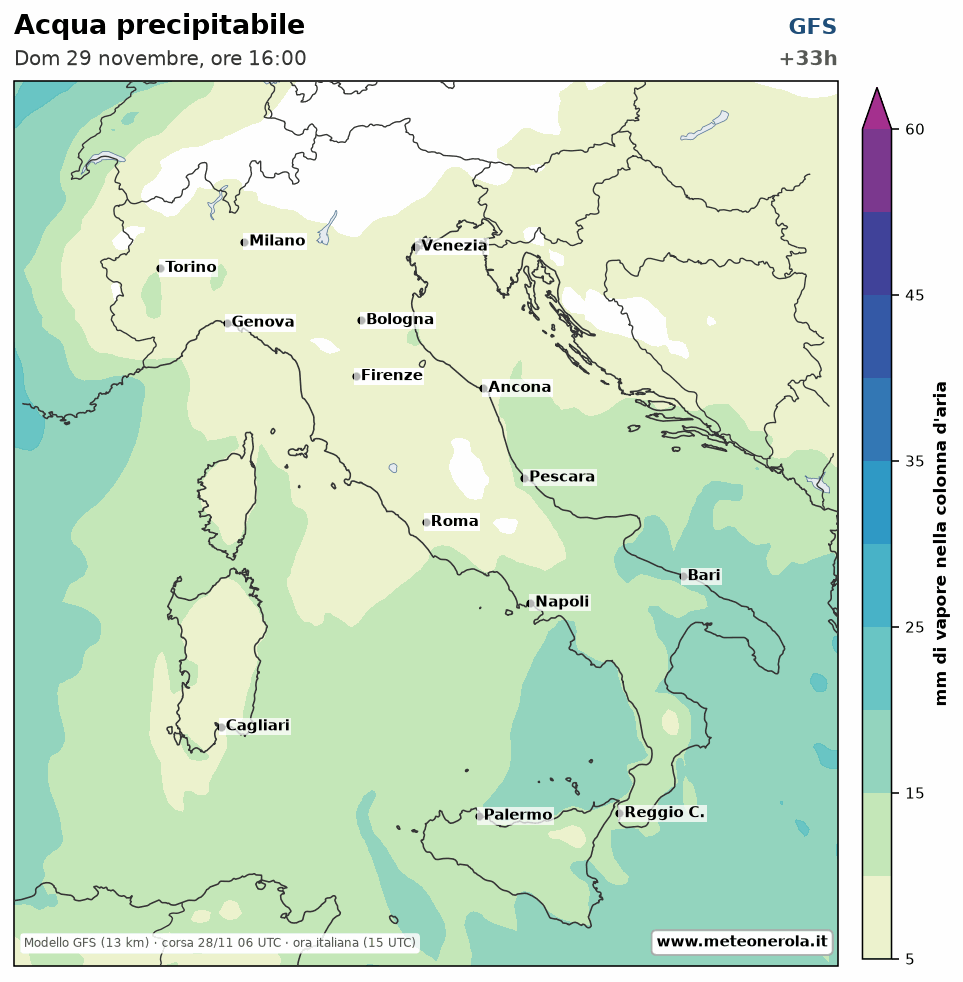 Acqua precipitabile
GFS
Dom 29 novembre, ore 16:00
+33h
60
Milano
Venezia
Torino
45
Genova
Bologna
Firenze
Ancona
35
Pescara
Roma
Bari
Napoli
25
Cagliari
15
Palermo
Reggio C.
5
mm di vapore nella colonna d'aria
Modello GFS (13 km) · corsa 28/11 06 UTC · ora italiana (15 UTC)
www.meteonerola.it